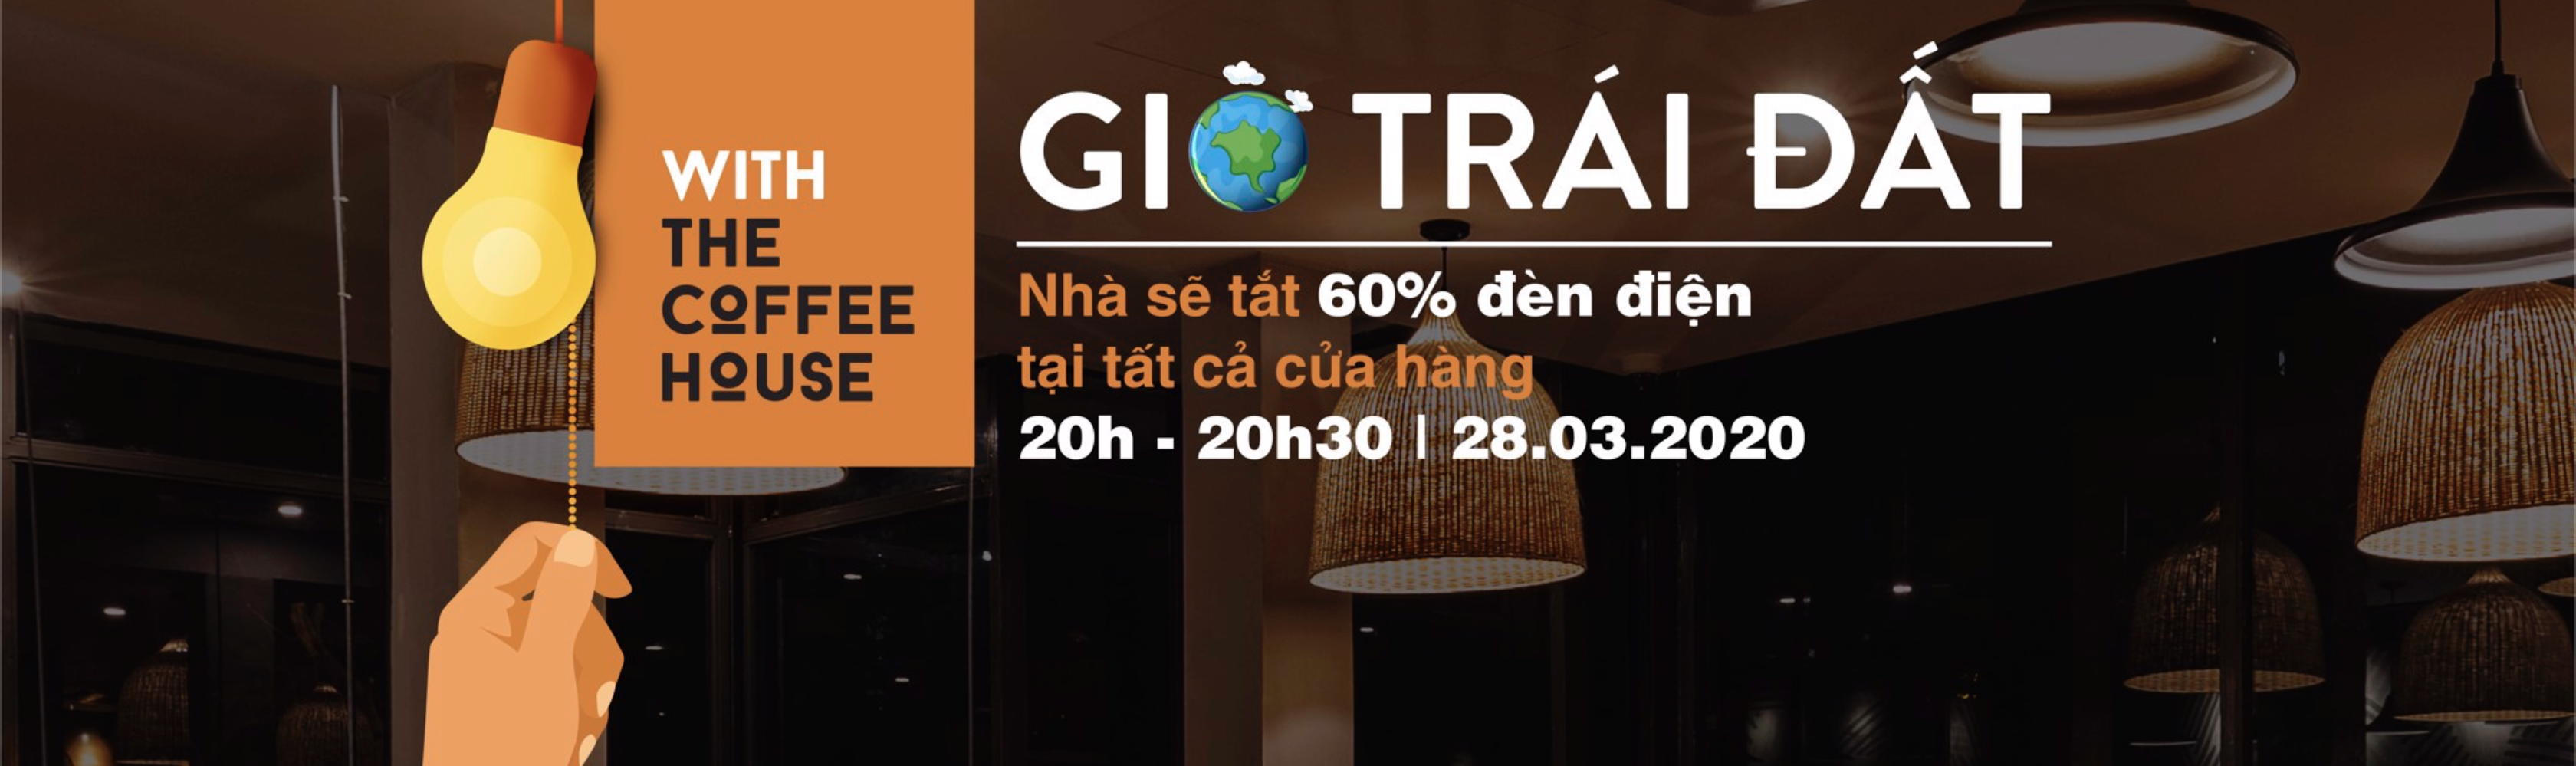 WITH
THE
COFFEE
HOUSE
GIỜ TRÁI ĐẤT
Nhà sẽ tắt 60% đèn điện
tại tất cả cửa hàng
20h - 20h30 | 28.03.2020